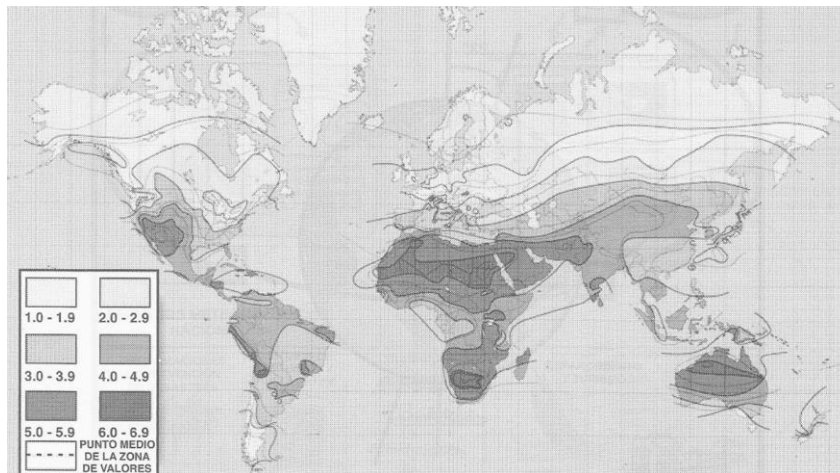 1.0 - 1.9 2.0 - 2.9
3.0 - 3.9 4.0 - 4.9
5.0 - 5.9 6.0 - 6.9
PUNTO MEDIO
DE LA ZONA
DE VALORES